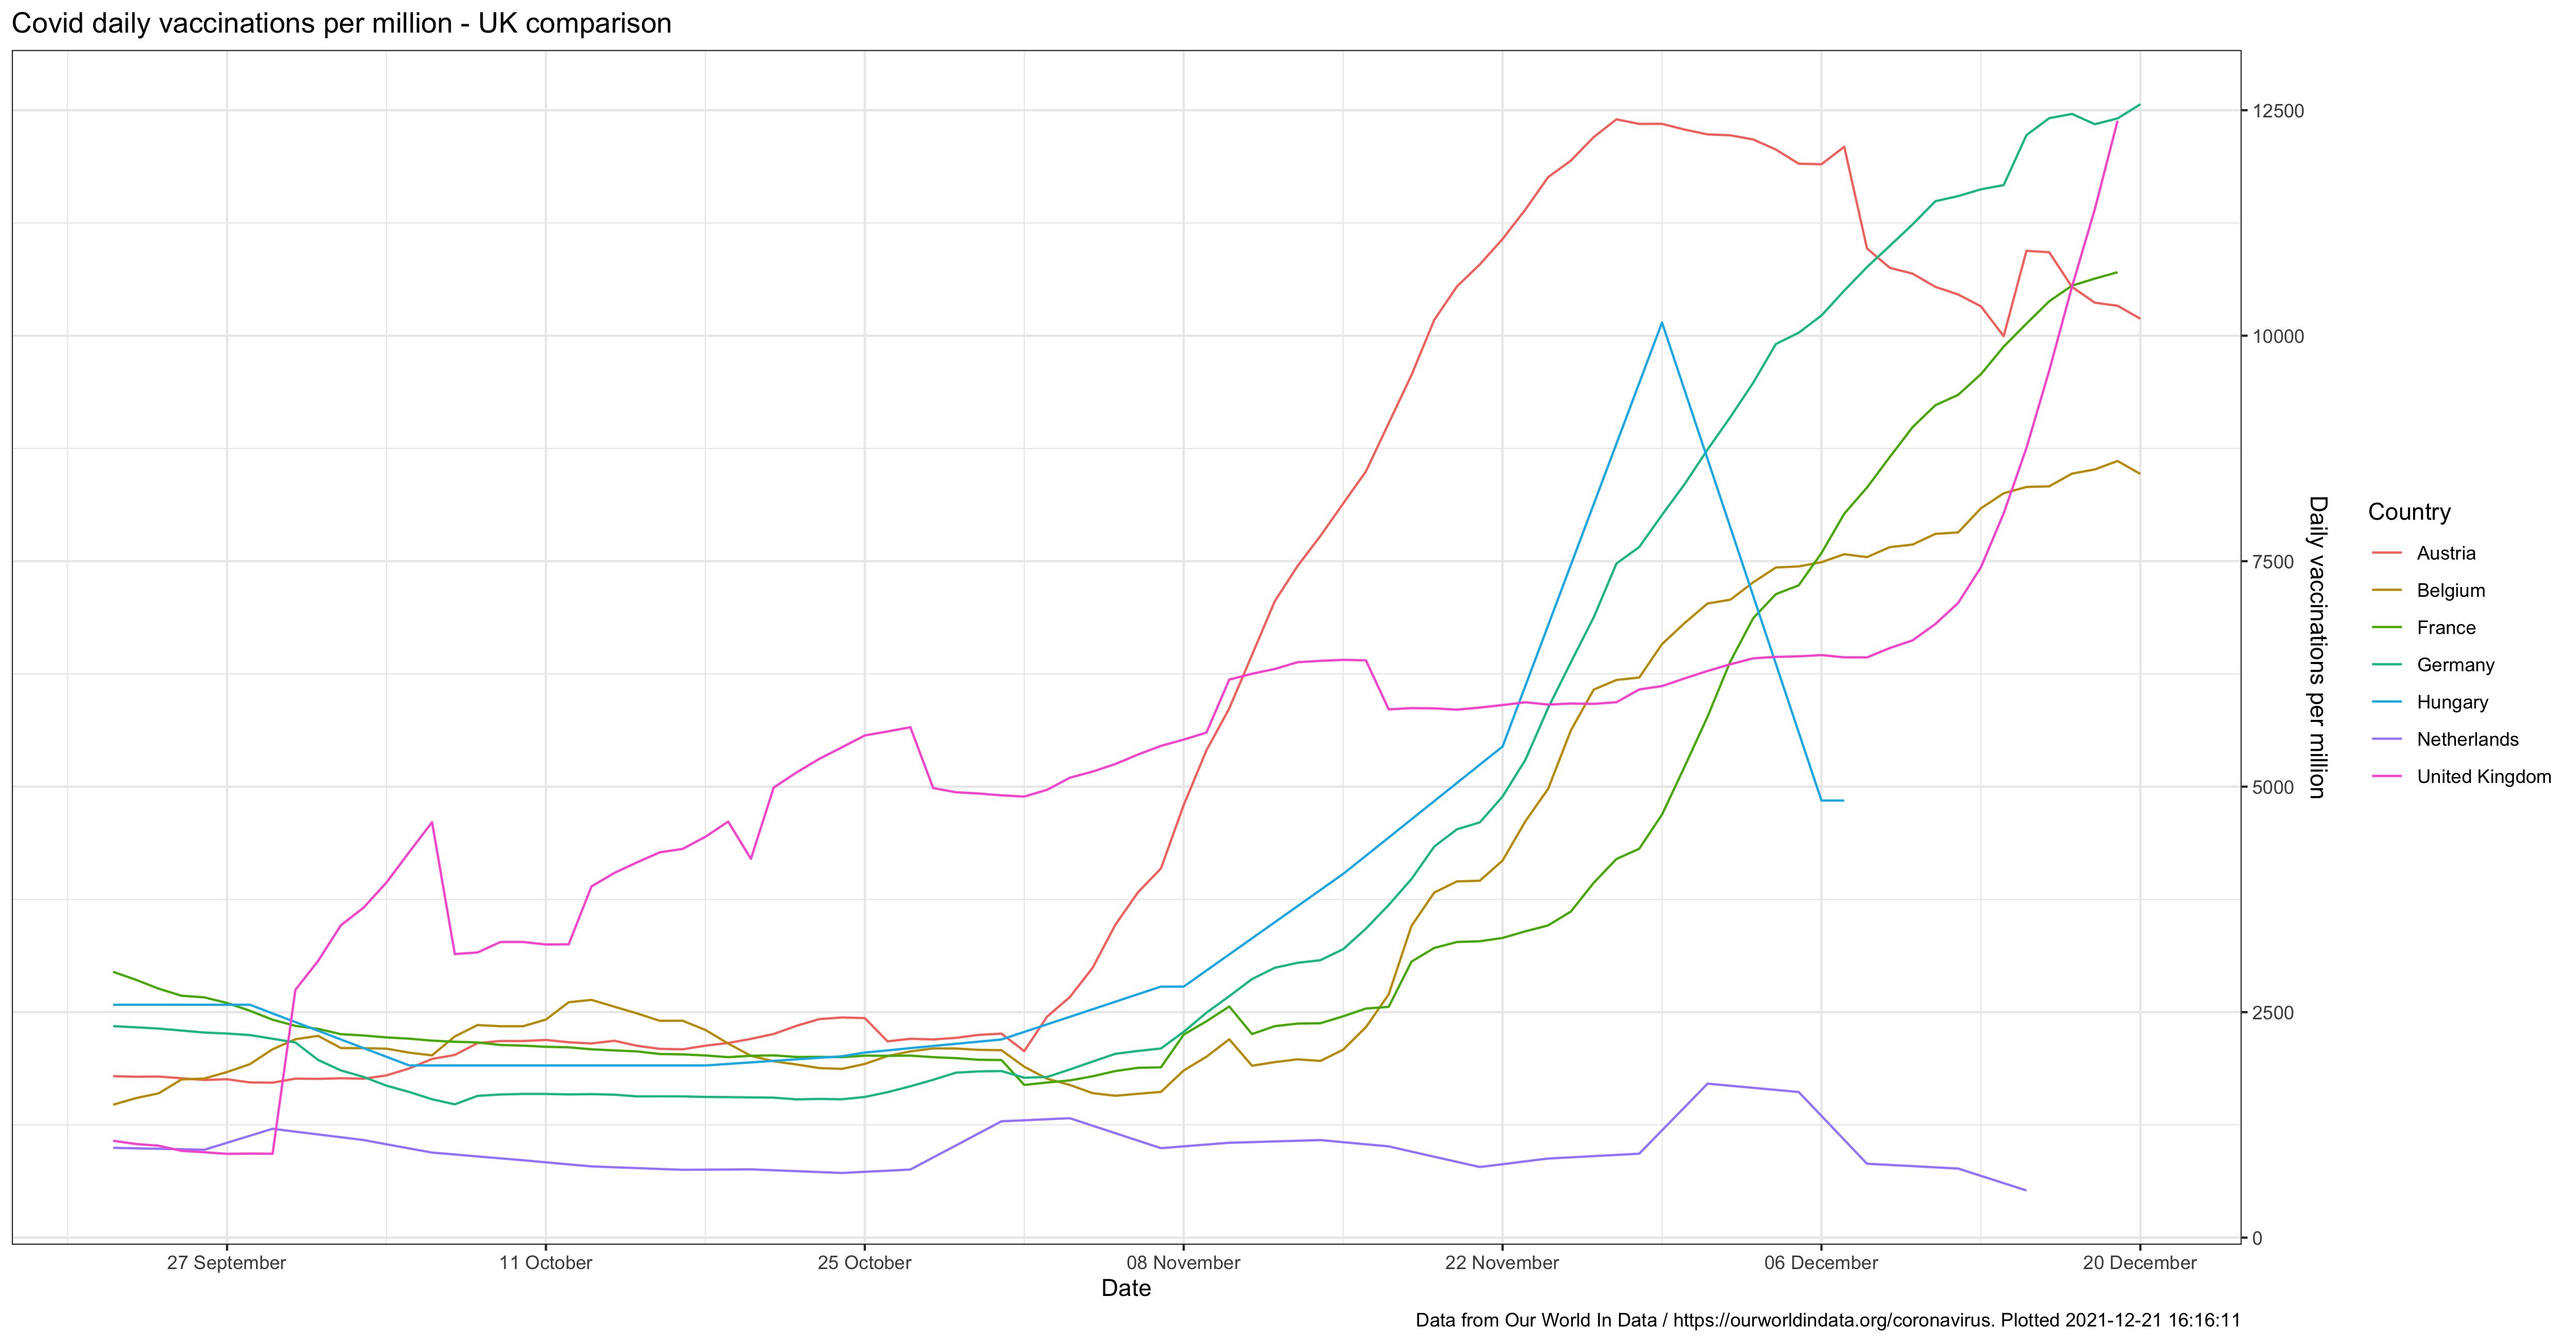 Covid daily vaccinations per million - UK comparison
12500
10000
7500
5000
2500
0
Daily vaccinations per million
Country
Austria
Belgium
France
Germany
Hungary
Netherlands
United Kingdom
27 September
11 October
25 October
08 November
22 November
06 December
20 December
Date
Data from Our World In Data / https://ourworldindata.org/coronavirus. Plotted 2021-12-21 16:16:11